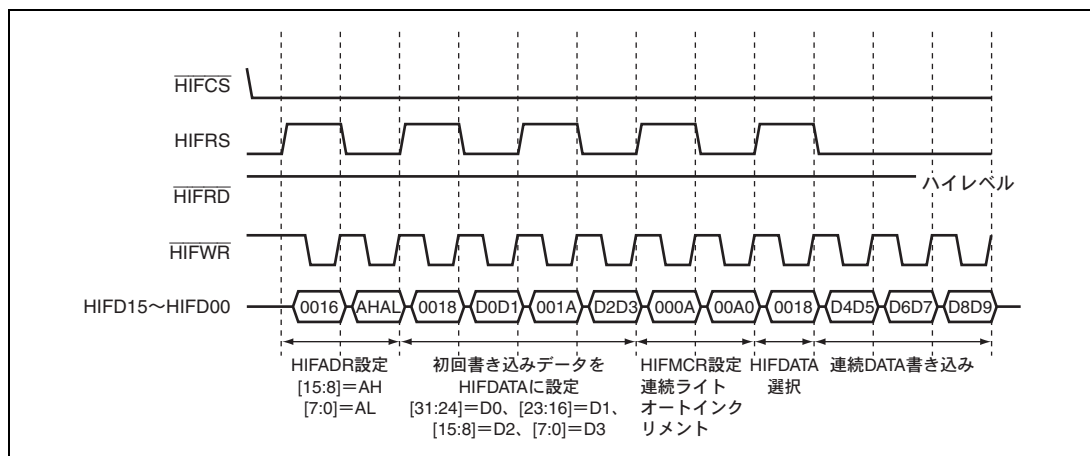 HIFCS
HIFRS
ハイレベル
HIFRD
HIFWR
HIFD15～HIFD00
0016 AHAL 0018 D0D1 001A D2D3 000A 00A0 0018 D4D5 D6D7 D8D9
HIFADR設定
[15:8]＝AH
[7:0]＝AL
初回書き込みデータを
HIFDATAに設定
[31:24]＝D0、[23:16]＝D1、
[15:8]＝D2、[7:0]＝D3
HIFMCR設定
連続ライト
オートインク
リメント
HIFDATA
選択
連続DATA書き込み